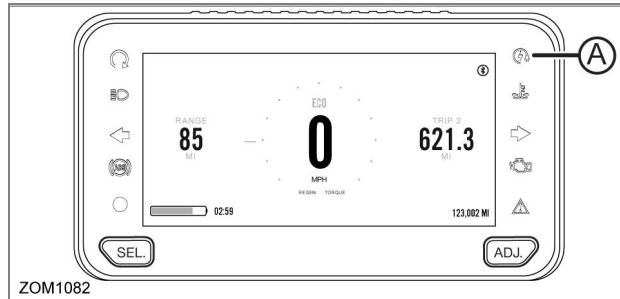 A
ECO
RANGE
85
MI
0
MPH
REGEN TORQUE
TRIP 2
621.3
MI
ABS
02:59
123,002 MI
SEL.
ADJ.
ZOM1082